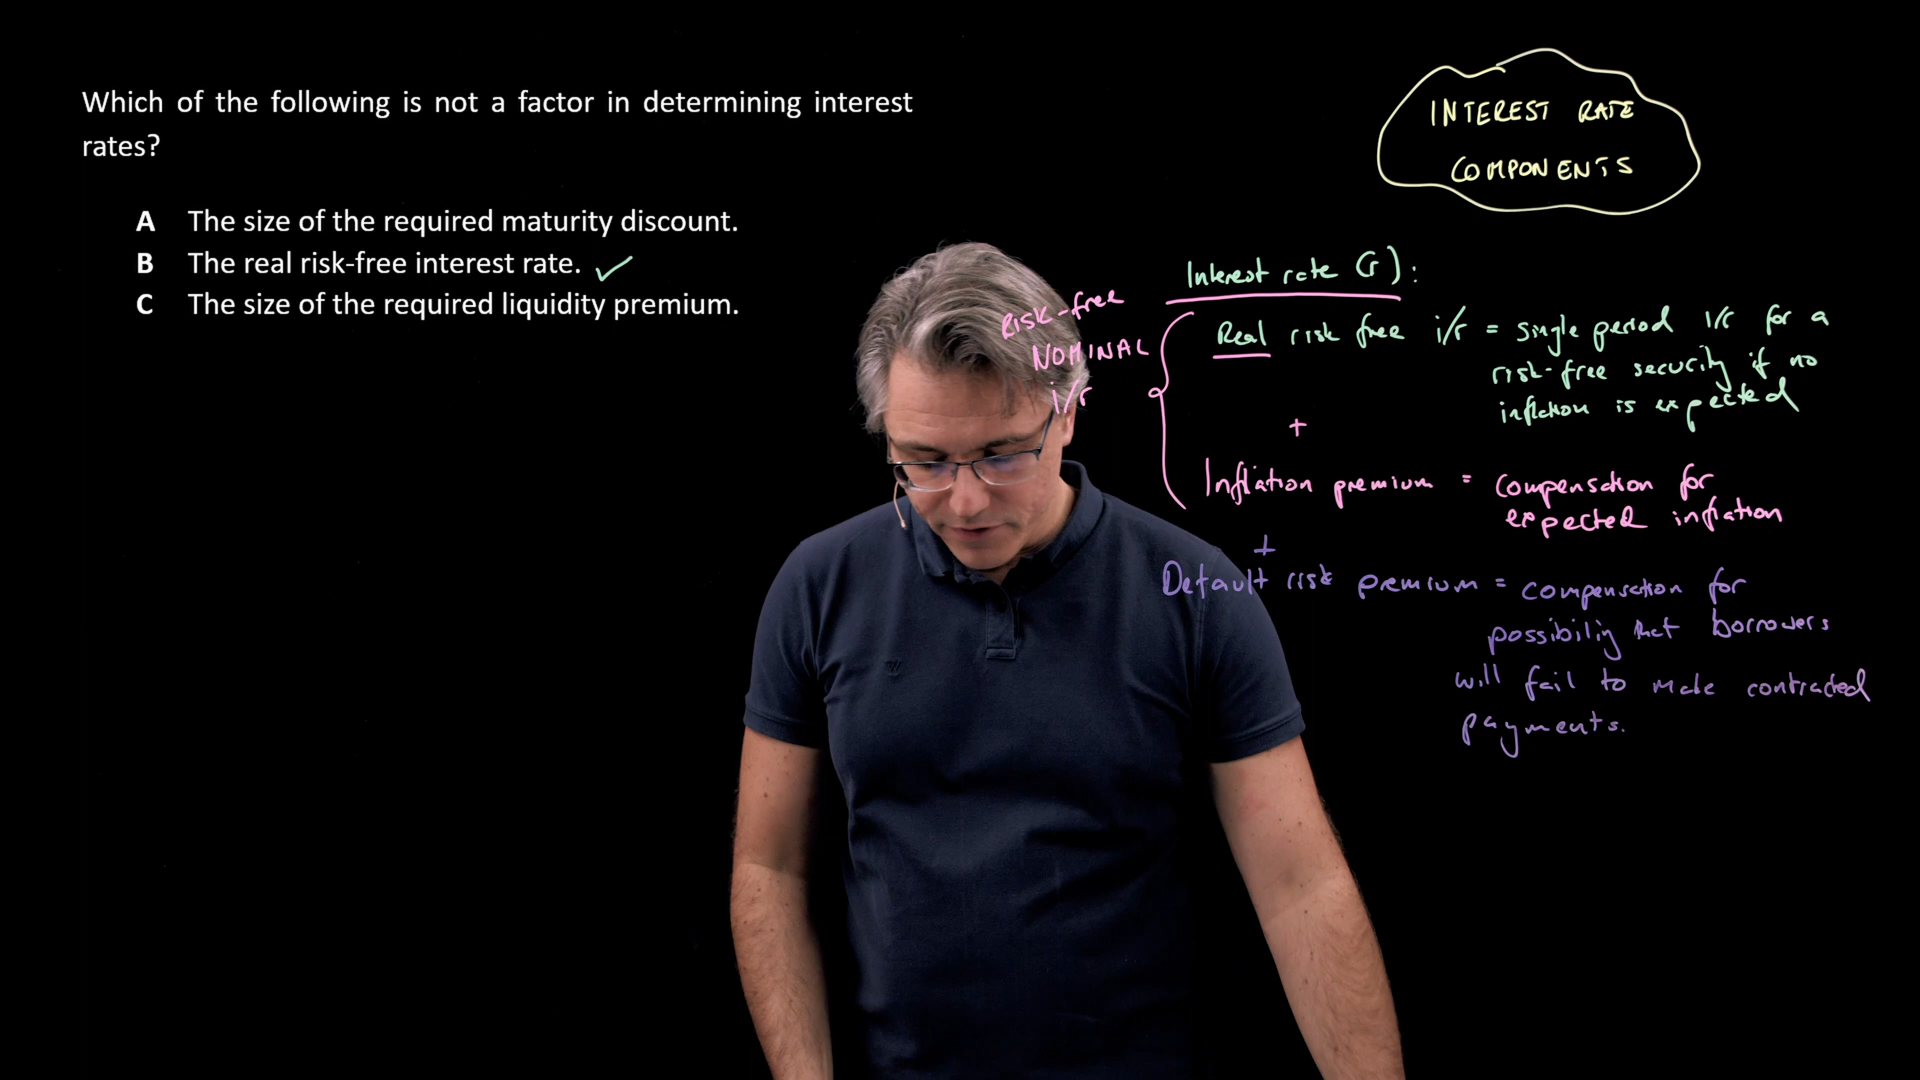 Which of the following is not a factor in determining interest
rates?
A The size of the required maturity discount.
B The real risk-free interest rate. ✓
C The size of the required liquidity premium.
INTEREST RATE
COMPONENTS
Interest rate (r):
Risk-free
NOMINAL
i/r
Real risk free i/r = single period i/r for a
risk-free security if no
inflation is expected
+
Inflation premium = compensation for
expected inflation
+
Default risk premium = compensation for
possibility that borrowers
will fail to make contracted
payments.